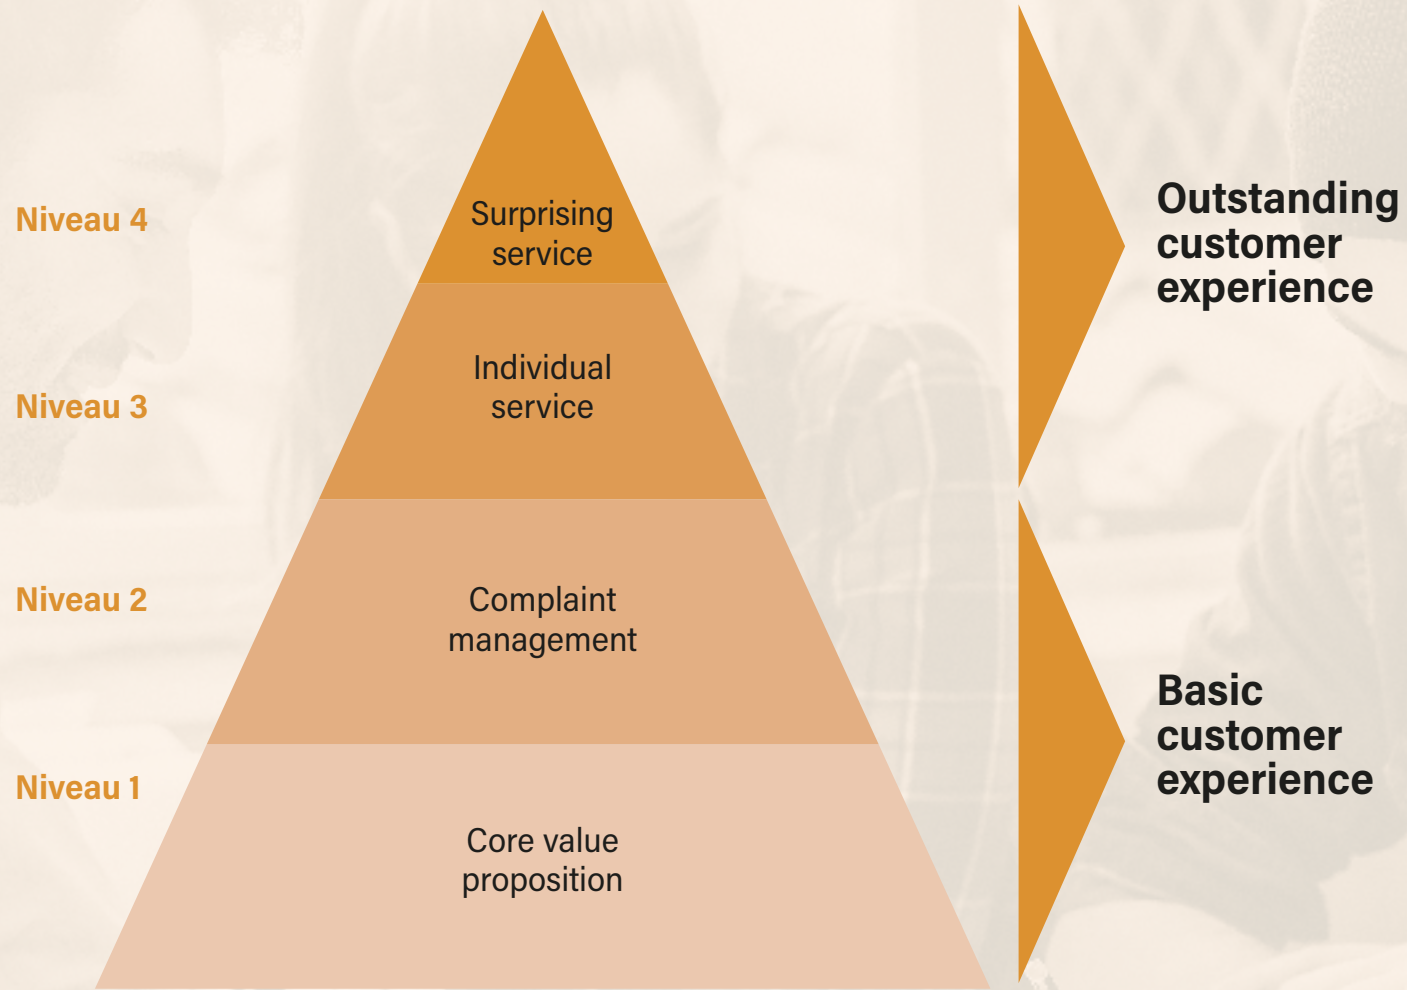 Niveau 4
Surprising
service
Outstanding
customer
experience
Niveau 3
Individual
service
Niveau 2
Complaint
management
Basic
customer
experience
Niveau 1
Core value
proposition